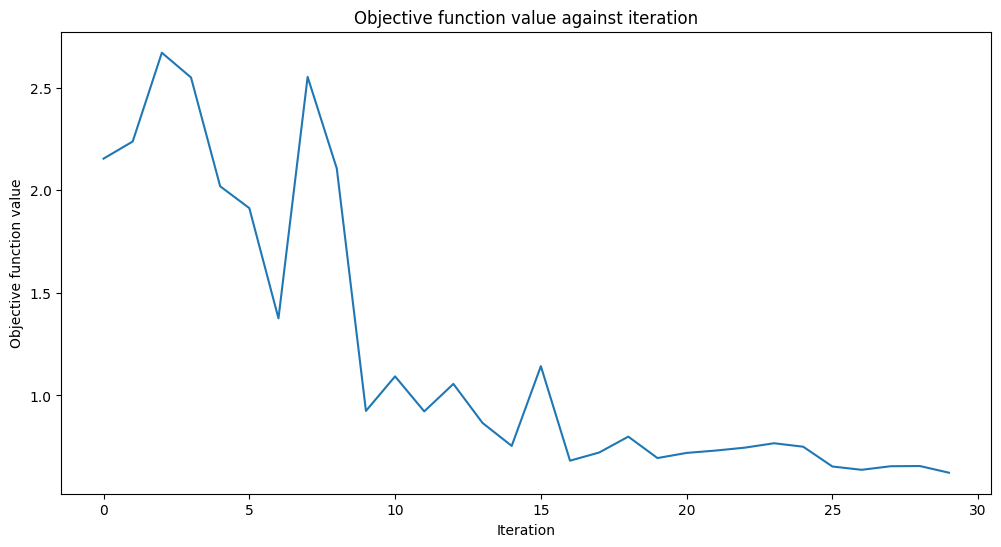 Objective function value against iteration
Objective function value
2.5
2.0
1.5
1.0
0 5 10 15 20 25 30
Iteration